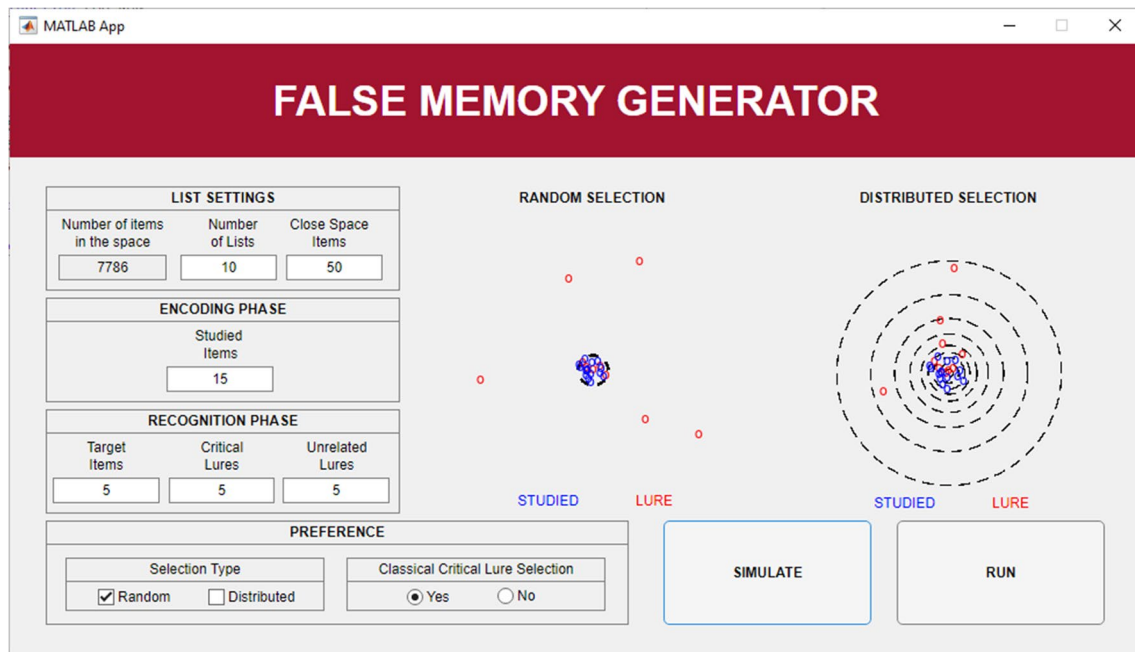 MATLAB App
FALSE MEMORY GENERATOR
LIST SETTINGS
Number of items
in the space
7786
Number
of Lists
10
Close Space
Items
50
ENCODING PHASE
Studied
Items
15
RECOGNITION PHASE
Target
Items
5
Critical
Lures
5
Unrelated
Lures
5
RANDOM SELECTION
STUDIED LURE
DISTRIBUTED SELECTION
STUDIED LURE
PREFERENCE
Selection Type
Random Distributed
Classical Critical Lure Selection
Yes No
SIMULATE
RUN